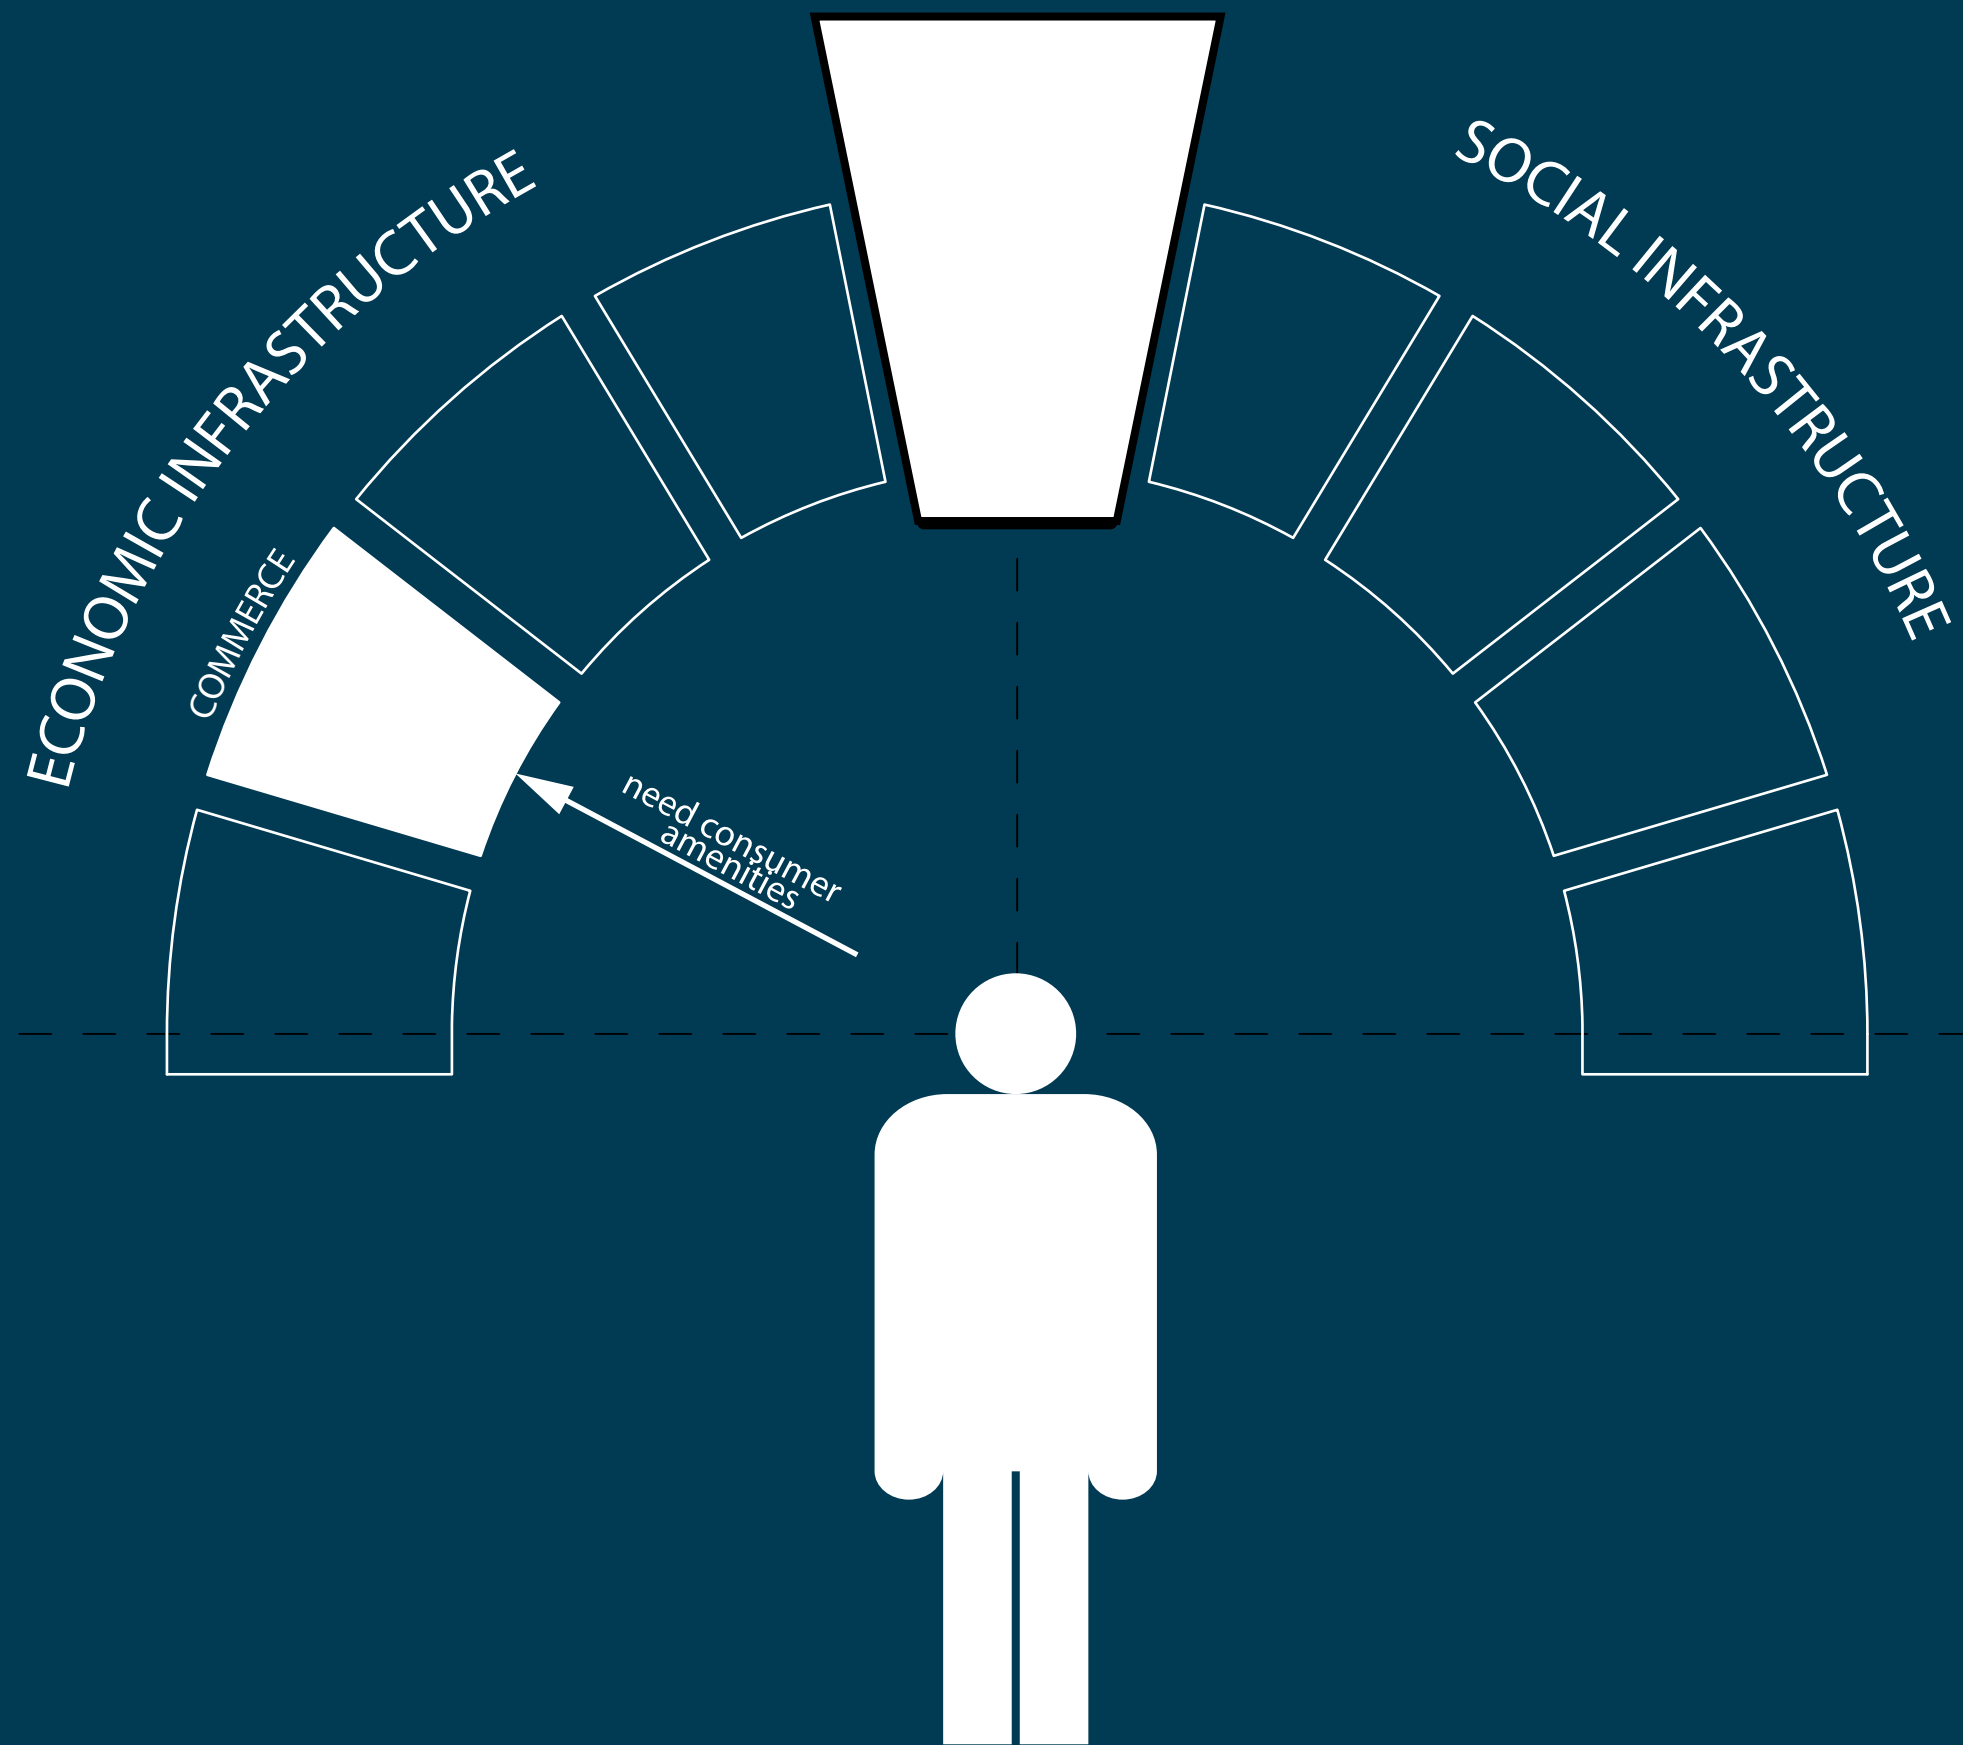 ECONOMIC INFRASTRUCTURE
SOCIAL INFRASTRUCTURE
COMMERCE
need consumer
amenities